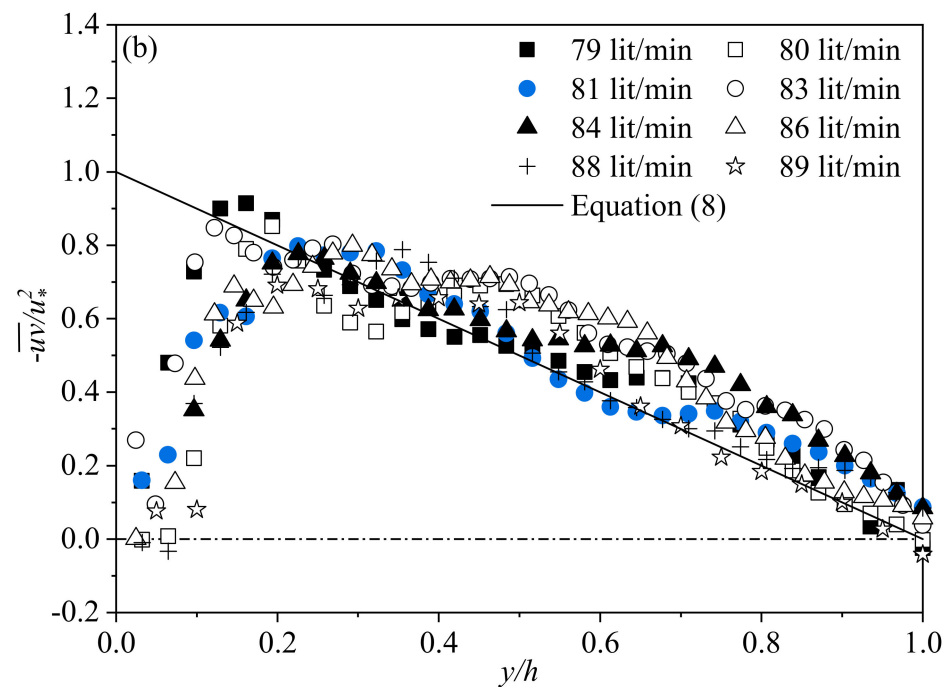 (b)
79 lit/min
80 lit/min
81 lit/min
83 lit/min
84 lit/min
86 lit/min
88 lit/min
89 lit/min
Equation (8)
1.4
1.2
1.0
0.8
0.6
0.4
0.2
0.0
-0.2
-u̅v̅/u²*
0.0
0.2
0.4
0.6
0.8
1.0
y/h